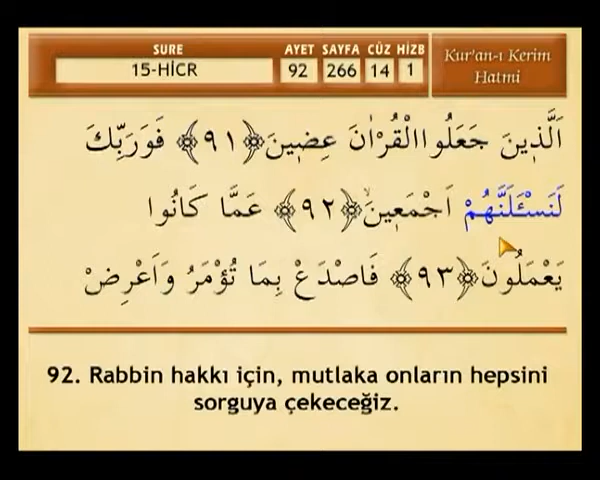 SURE AYET SAYFA CÜZ HİZB
15-HİCR 92 266 14 1
Kur'an-ı Kerim
Hatmi
اَلَّذ۪ينَ جَعَلُوا الْقُرْاٰنَ عِض۪ينَ ﴿٩١﴾ فَوَرَبِّكَ
لَنَسْـَٔلَنَّهُمْ اَجْمَع۪ينَۙ ﴿٩٢﴾ عَمَّا كَانُوا
يَعْمَلُونَ ﴿٩٣﴾ فَاصْدَعْ بِمَا تُؤْمَرُ وَاَعْرِضْ
92. Rabbin hakkı için, mutlaka onların hepsini
sorguya çekeceğiz.